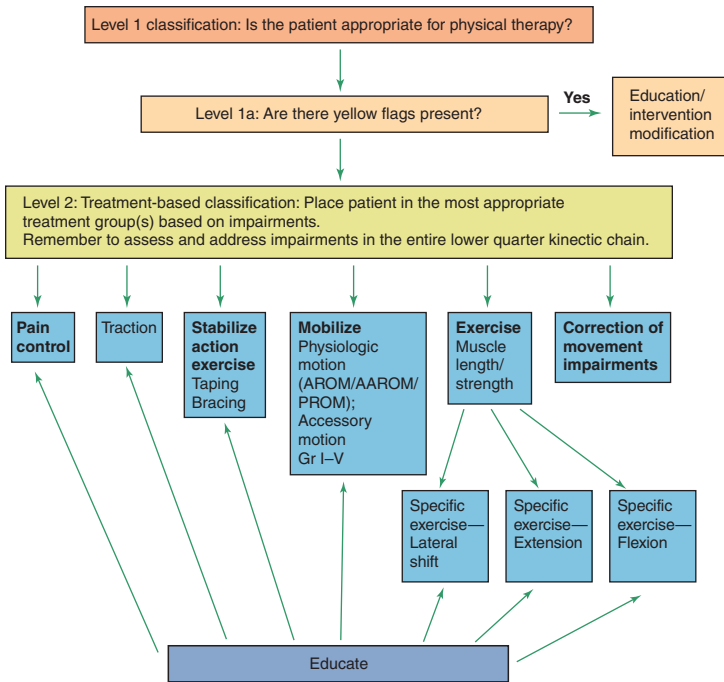 Level 1 classification: Is the patient appropriate for physical therapy?
Level 1a: Are there yellow flags present?
Yes
Education/
intervention
modification
Level 2: Treatment-based classification: Place patient in the most appropriate
treatment group(s) based on impairments.
Remember to assess and address impairments in the entire lower quarter kinectic chain.
Pain
control
Traction
Stabilize
action
exercise
Taping
Bracing
Mobilize
Physiologic
motion
(AROM/AAROM/
PROM);
Accessory
motion
Gr I–V
Exercise
Muscle
length/
strength
Correction of
movement
impairments
Specific
exercise—
Lateral
shift
Specific
exercise—
Extension
Specific
exercise—
Flexion
Educate